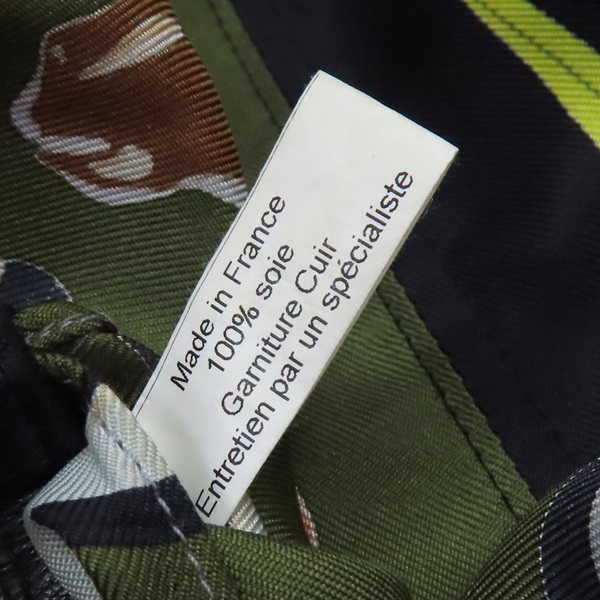 Made in France
100% soie
Garniture Cuir
Entretien par un spécialiste